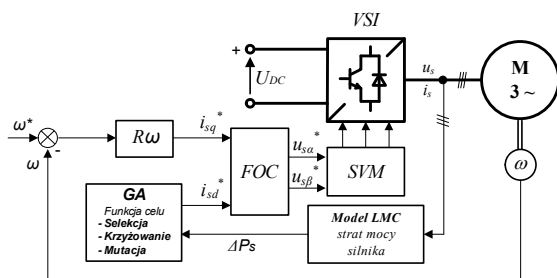 VSI
+
-
U_DC
u_s
i_s
M
3 ~
ω*
-
ω
Rω
i_sq*
FOC
u_sα*
u_sβ*
SVM
ω
i_sd*
GA
Funkcja celu
- Selekcja
- Krzyżowanie
- Mutacja
ΔPs
Model LMC
strat mocy
silnika